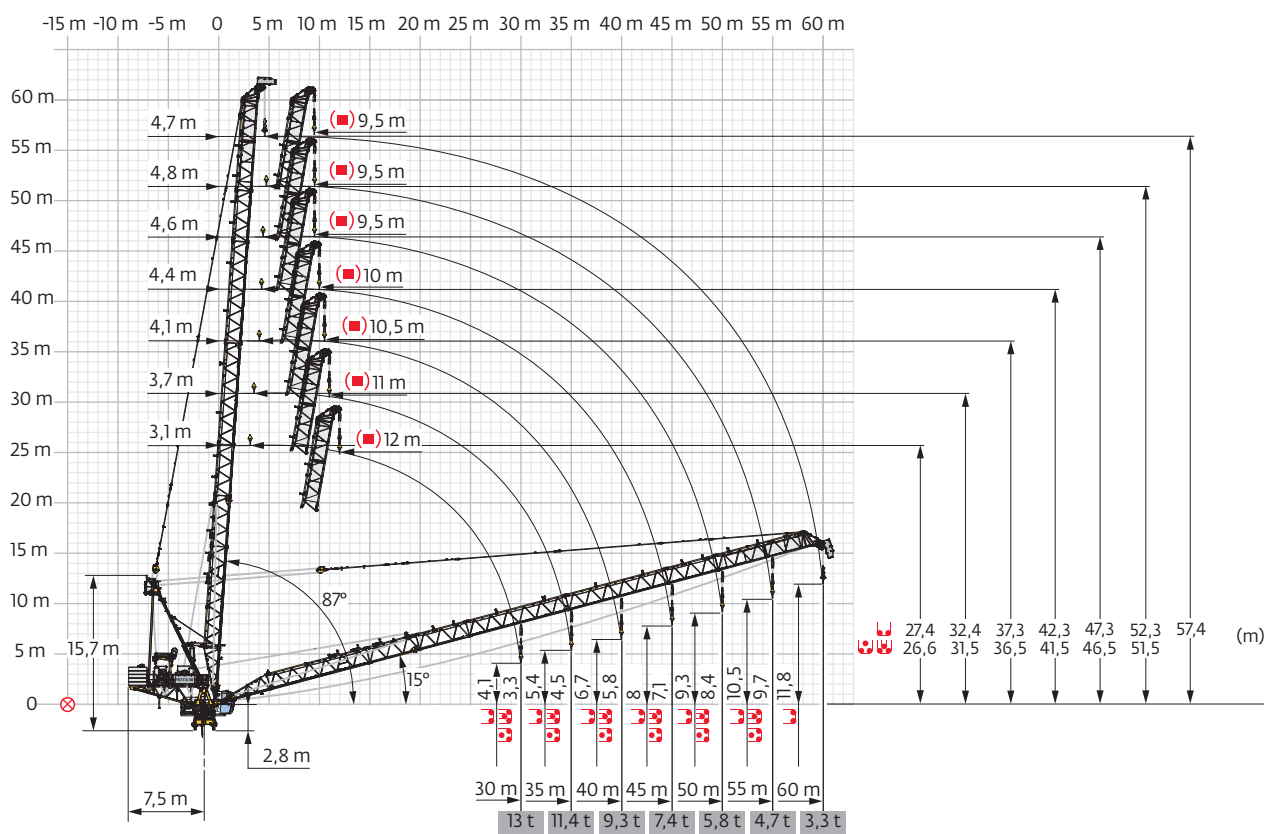 -15 m -10 m -5 m 0 5 m 10 m 15 m 20 m 25 m 30 m 35 m 40 m 45 m 50 m 55 m 60 m
60 m
4,7 m 9,5 m
55 m
4,8 m 9,5 m
50 m
4,6 m 9,5 m
45 m
4,4 m 10 m
40 m
4,1 m 10,5 m
35 m
3,7 m 11 m
30 m
3,1 m 12 m
25 m
20 m
15 m
10 m
87°
5 m
15,7 m
15°
POTAIN
0
27,4 32,4 37,3 42,3 47,3 52,3 57,4 (m)
26,6 31,5 36,5 41,5 46,5 51,5
4,1 3,3 5,4 4,5 6,7 5,8 8 7,1 9,3 8,4 10,5 9,7 11,8
2,8 m
7,5 m
30 m 35 m 40 m 45 m 50 m 55 m 60 m
13 t 11,4 t 9,3 t 7,4 t 5,8 t 4,7 t 3,3 t